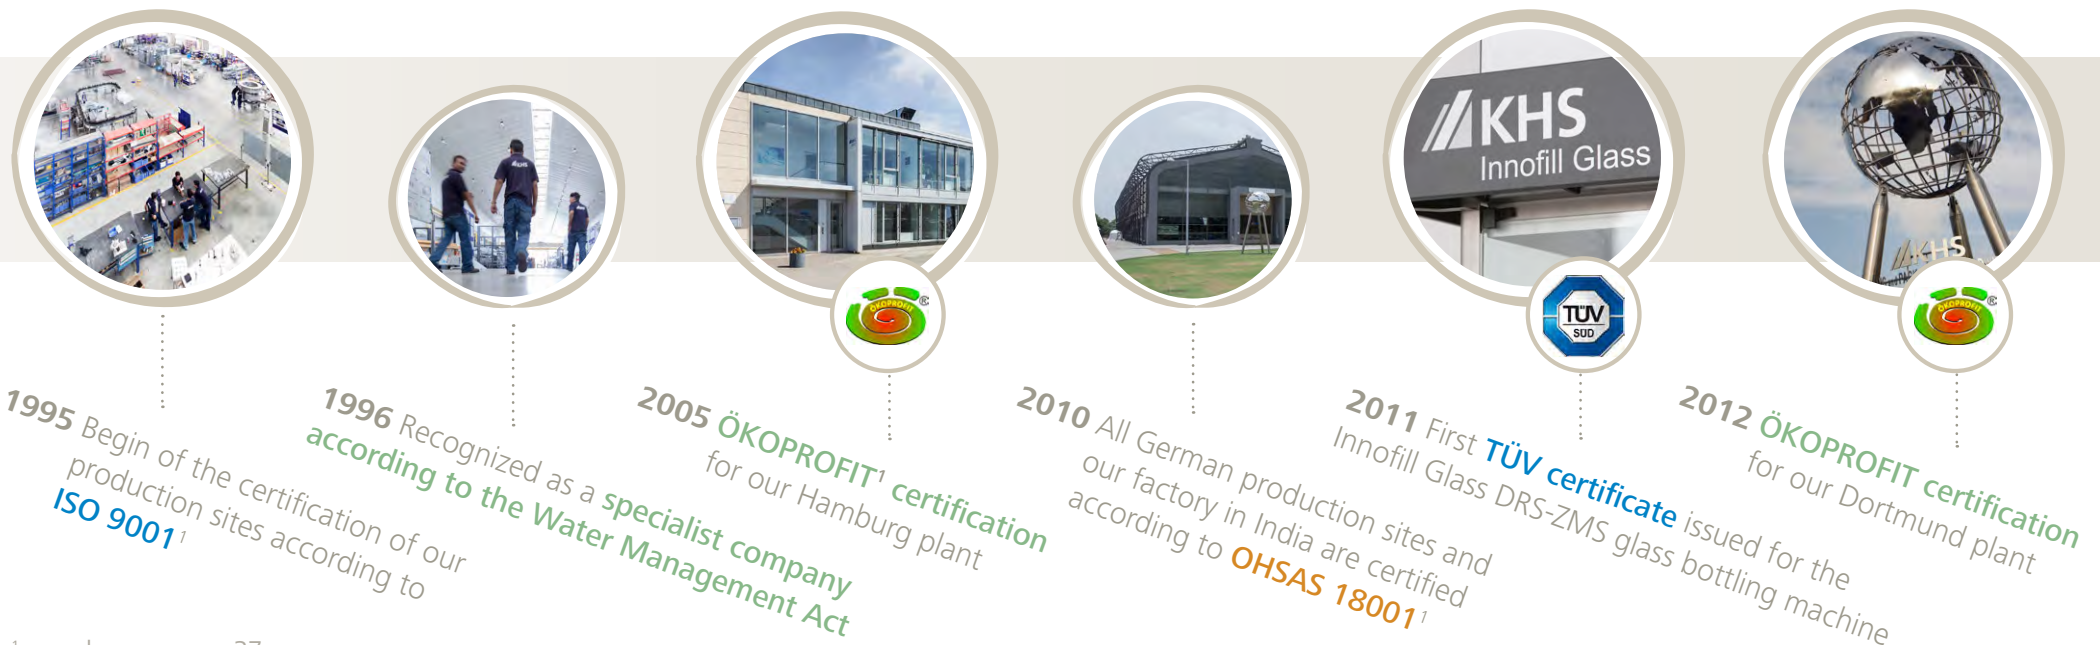 KHS
KHS
Innofill Glass
KHS
ÖKOPROFIT
®
TÜV
SÜD
ÖKOPROFIT
®
1995 Begin of the certification of our
production sites according to
ISO 9001¹
1996 Recognized as a specialist company
according to the Water Management Act
2005 ÖKOPROFIT¹ certification
for our Hamburg plant
2010 All German production sites and
our factory in India are certified
according to OHSAS 18001¹
2011 First TÜV certificate issued for the
Innofill Glass DRS-ZMS glass bottling machine
2012 ÖKOPROFIT certification
for our Dortmund plant